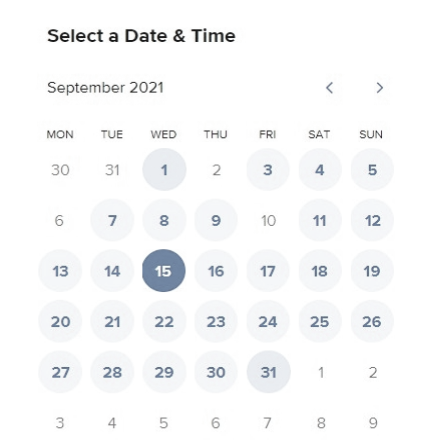 Select a Date & Time
September 2021
MON TUE WED THU FRI SAT SUN
30 31 1 2 3 4 5
6 7 8 9 10 11 12
13 14 15 16 17 18 19
20 21 22 23 24 25 26
27 28 29 30 31 1 2
3 4 5 6 7 8 9